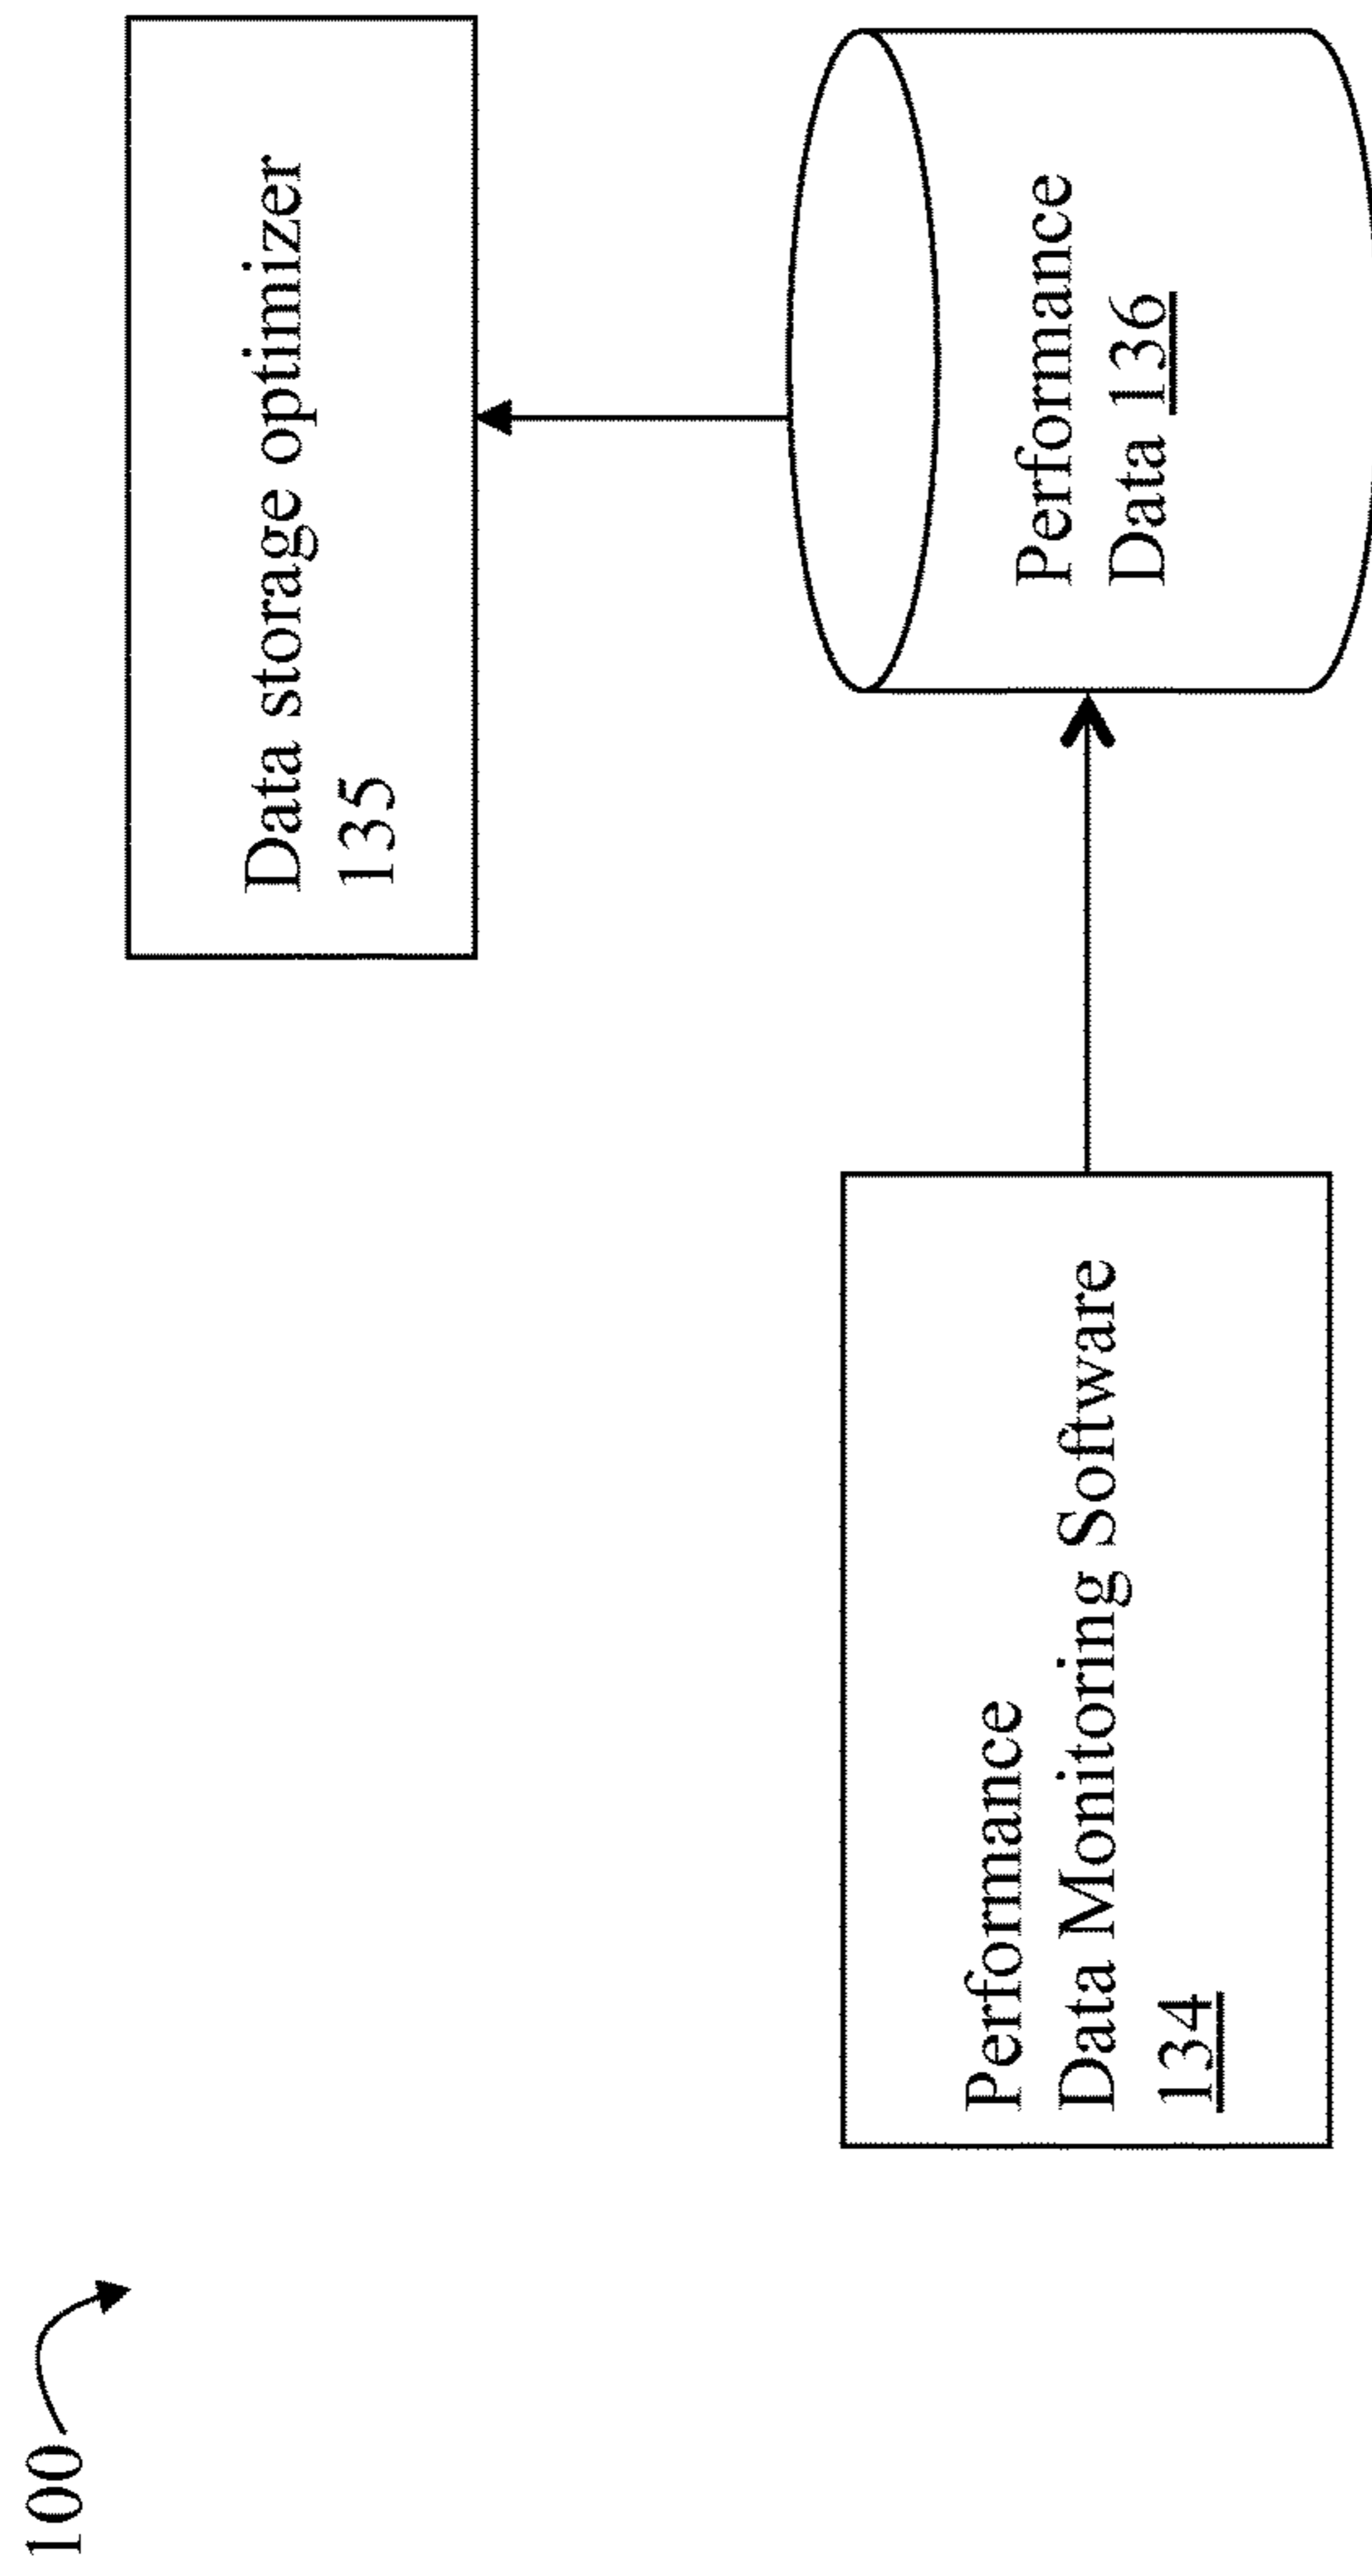 100
Data storage optimizer
135
Performance
Data Monitoring Software
134
Performance
Data 136